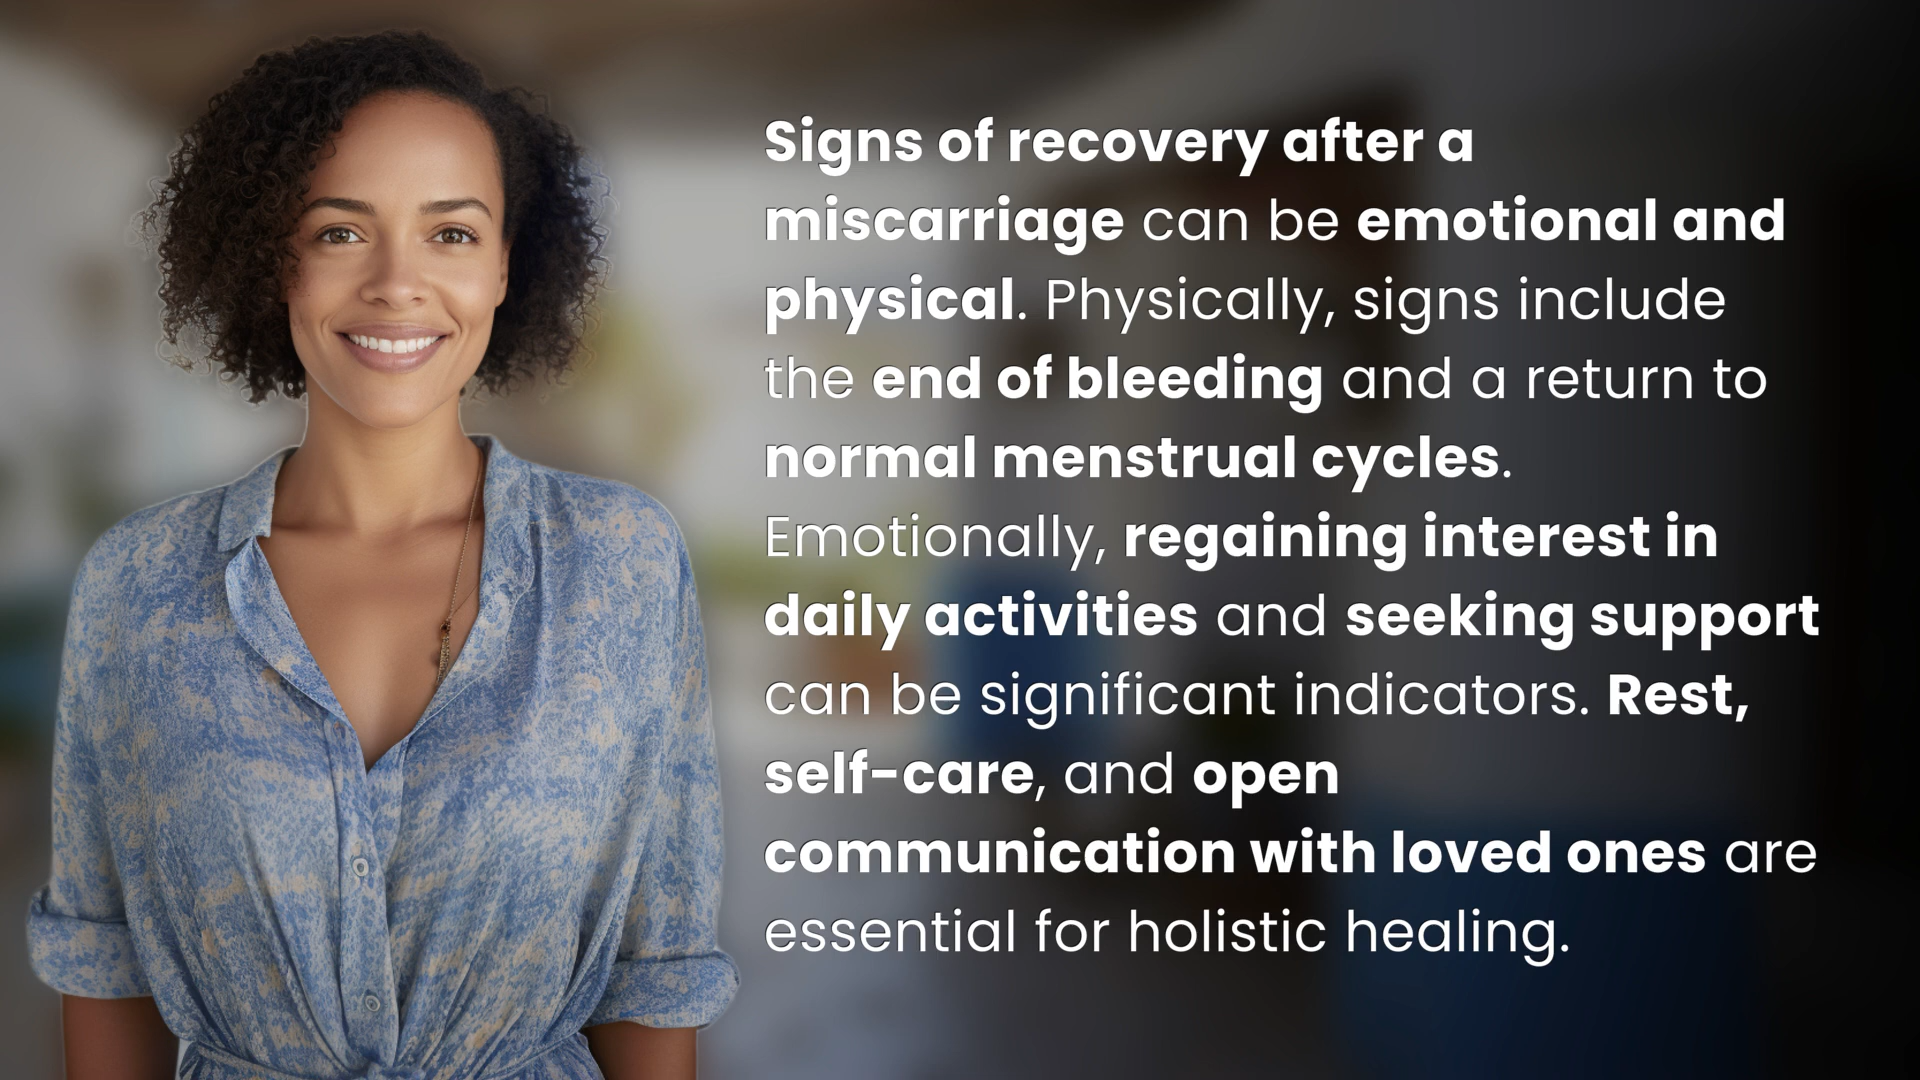 Signs of recovery after a
miscarriage can be emotional and
physical. Physically, signs include
the end of bleeding and a return to
normal menstrual cycles.
Emotionally, regaining interest in
daily activities and seeking support
can be significant indicators. Rest,
self-care, and open
communication with loved ones are
essential for holistic healing.